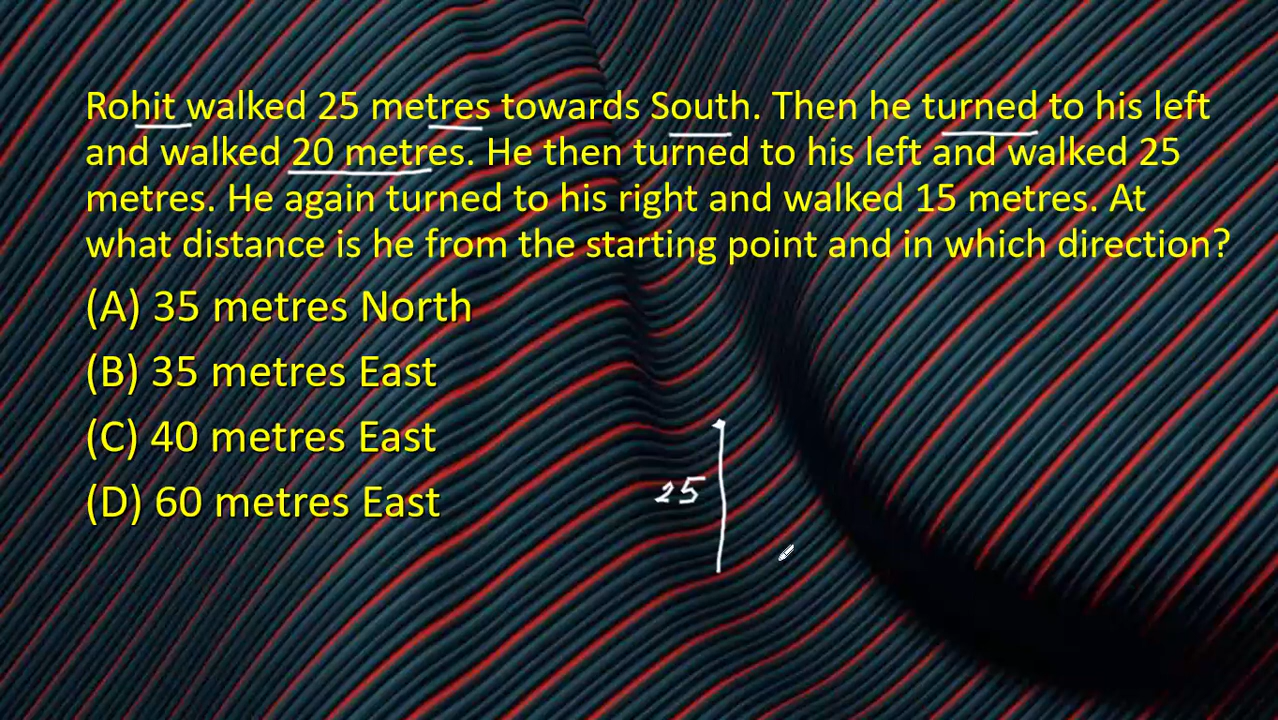 Rohit walked 25 metres towards South. Then he turned to his left
and walked 20 metres. He then turned to his left and walked 25
metres. He again turned to his right and walked 15 metres. At
what distance is he from the starting point and in which direction?
(A) 35 metres North
(B) 35 metres East
(C) 40 metres East
(D) 60 metres East
25